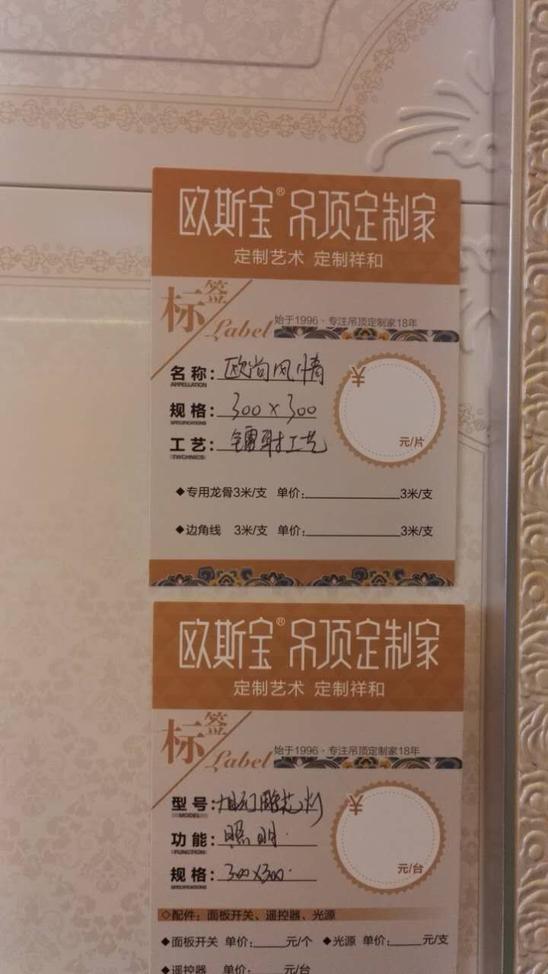 欧斯宝® 吊顶定制家
定制艺术 定制祥和
标签
Label
始于1996·专注吊顶定制家18年
名称: 欧尚风情
APPELLATION
规格: 300×300
SPECIFICATIONS
工艺: 镭射工艺
TECHNICS
元/片
◆专用龙骨3米/支 单价:3米/支
◆边角线 3米/支 单价:3米/支
欧斯宝® 吊顶定制家
定制艺术 定制祥和
标签
Label
始于1996·专注吊顶定制家18年
型号:
MODEL
功能: 照明
FUNCTION
规格: 300×300
SPECIFICATIONS
元/台
◇配件: 面板开关、遥控器、光源
◆面板开关 单价:元/个 ◆光源 单价:元/支
◆遥控器 单价:元/台